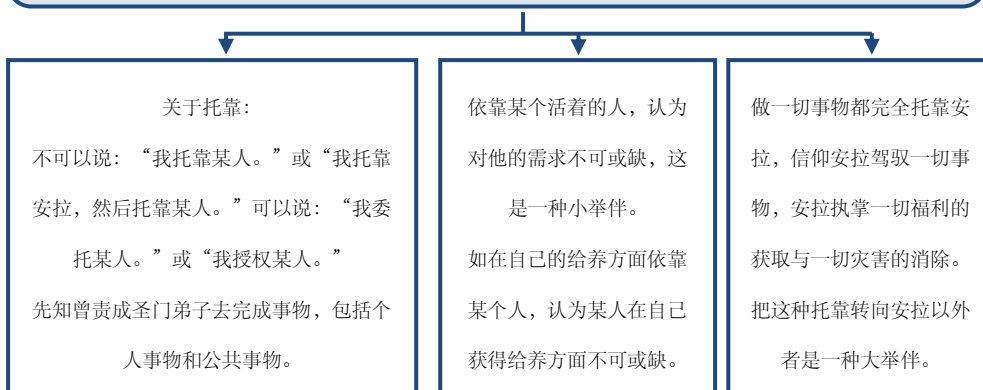 关于托靠：
不可以说：“我托靠某人。”或“我托靠
安拉，然后托靠某人。”可以说：“我委
托某人。”或“我授权某人。”
先知曾责成圣门弟子去完成事物，包括个
人事物和公共事物。
依靠某个活着的人，认为
对他的需求不可或缺，这
是一种小举伴。
如在自己的给养方面依靠
某个人，认为某人在自己
获得给养方面不可或缺。
做一切事物都完全托靠安
拉，信仰安拉驾驭一切事
物，安拉执掌一切福利的
获取与一切灾害的消除。
把这种托靠转向安拉以外
者是一种大举伴。